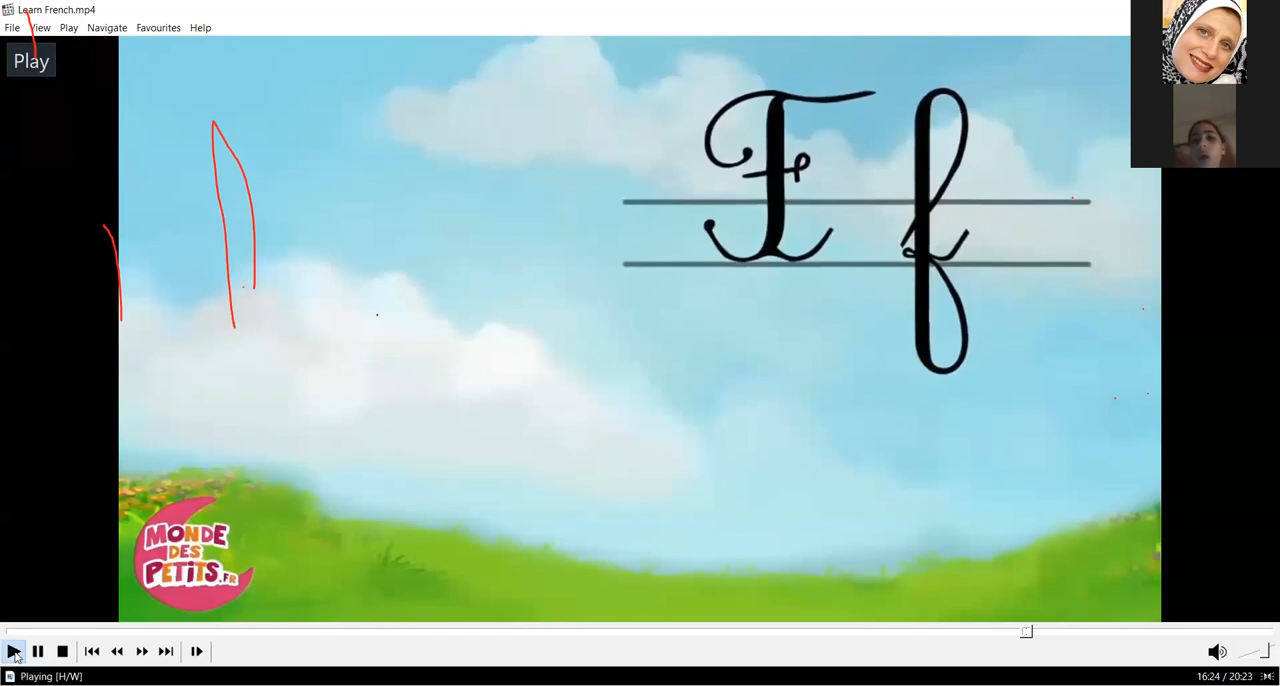 Learn French.mp4
File View Play Navigate Favourites Help
Play
F f
MONDE
DES
PETITS.FR
Playing [H/W]
16:24 / 20:23